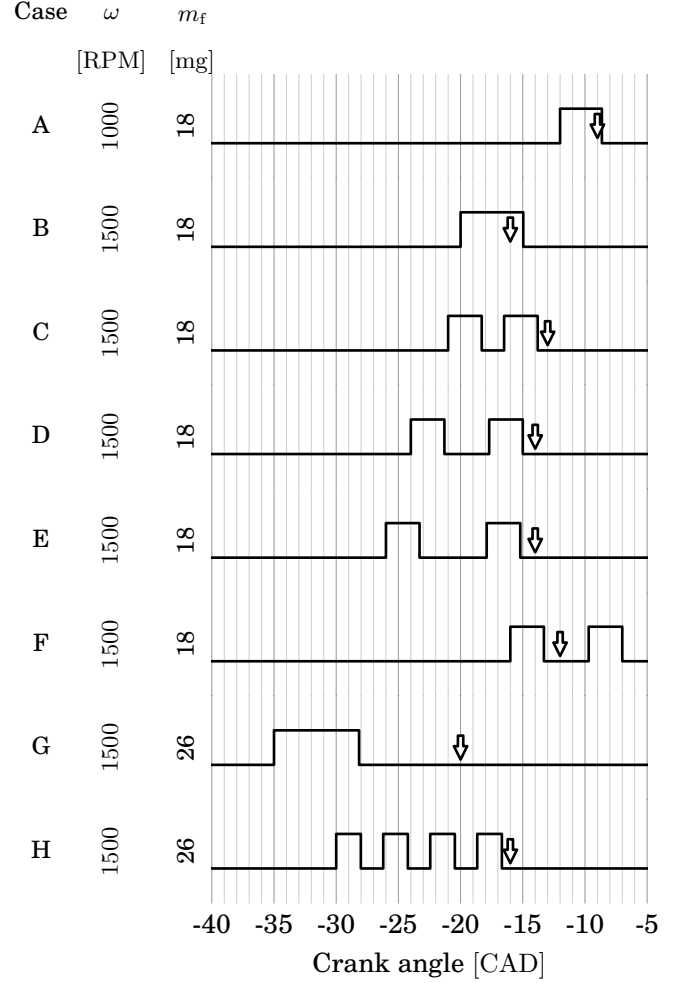 Case ω m_f
[RPM] [mg]
A 1000 18
B 1500 18
C 1500 18
D 1500 18
E 1500 18
F 1500 18
G 1500 26
H 1500 26
-40 -35 -30 -25 -20 -15 -10 -5
Crank angle [CAD]